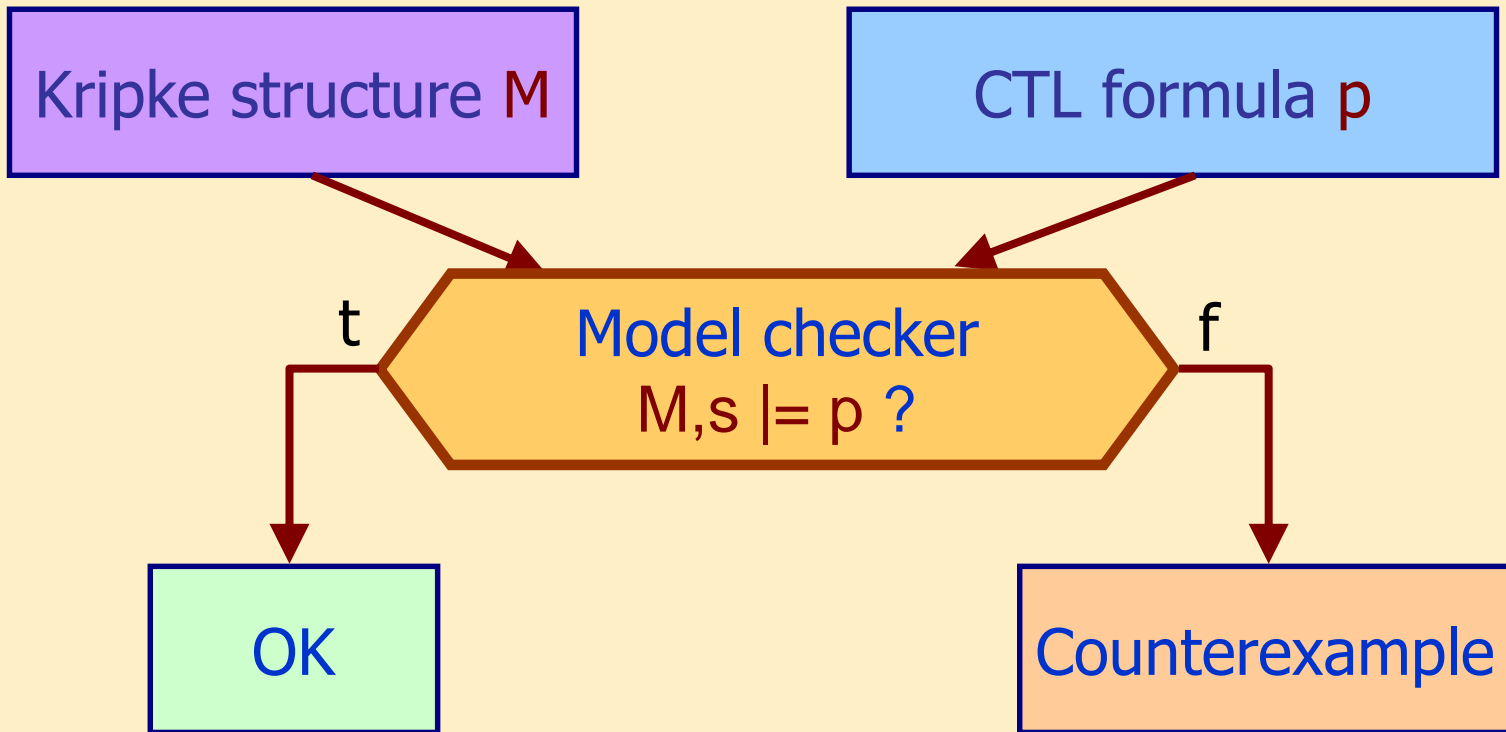 Kripke structure M
CTL formula p
t
Model checker
f
M,s |= p ?
OK
Counterexample